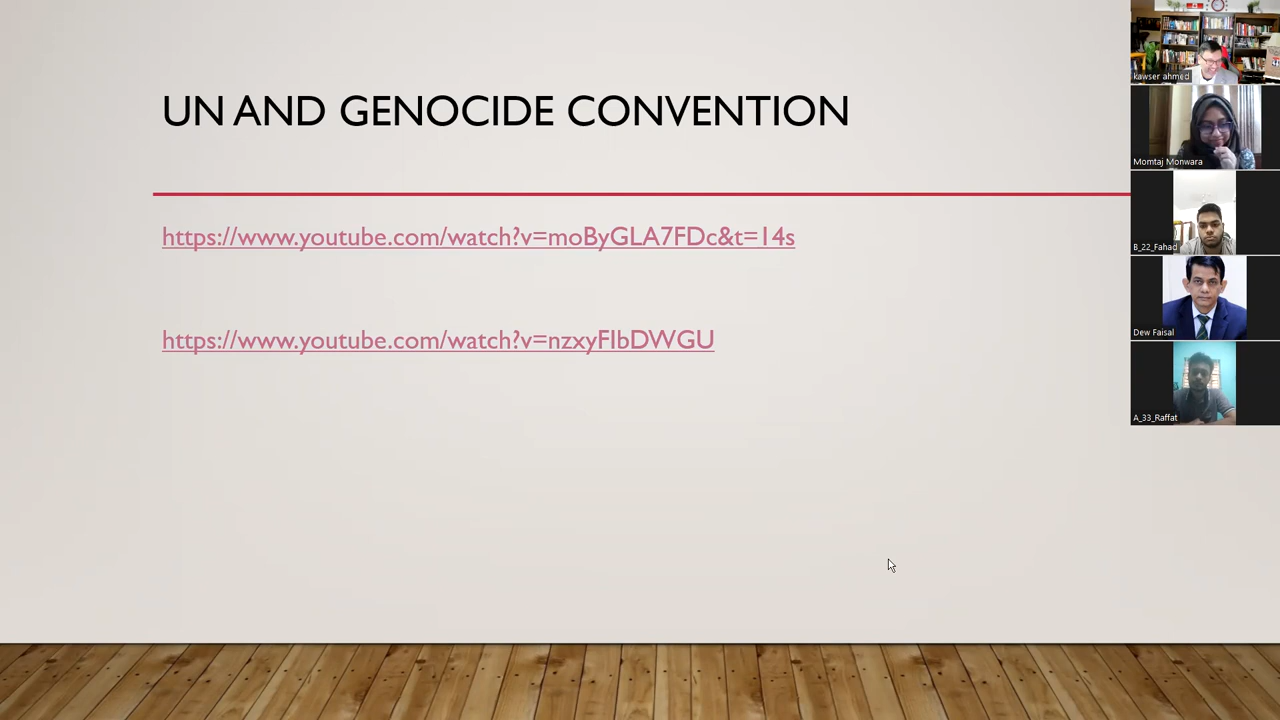 UN AND GENOCIDE CONVENTION
https://www.youtube.com/watch?v=moByGLA7FDc&t=14s
https://www.youtube.com/watch?v=nzxyFIbDWGU
kawser ahmed
Momtaj Monwara
B_22_Fahad
Dew Faisal
A_33_Raffat